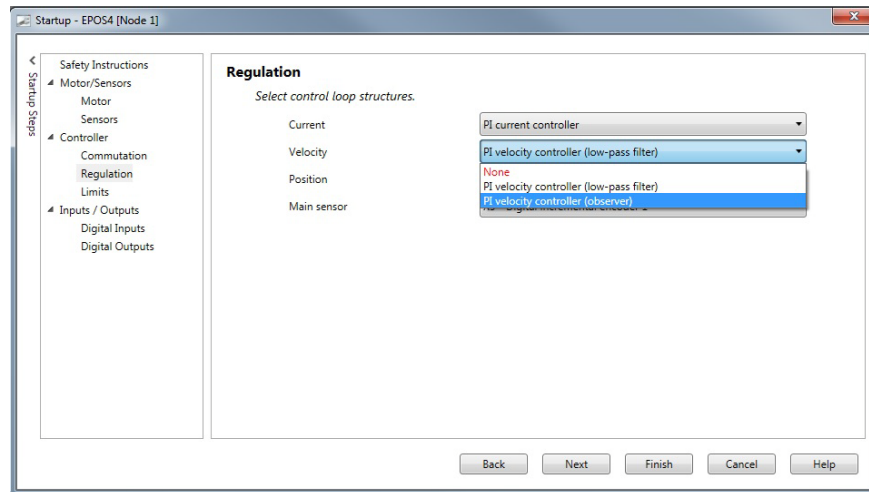 Startup - EPOS4 [Node 1]
Startup Steps
Safety Instructions
Motor/Sensors
Motor
Sensors
Controller
Commutation
Regulation
Limits
Inputs / Outputs
Digital Inputs
Digital Outputs
Regulation
Select control loop structures.
Current
PI current controller
Velocity
PI velocity controller (low-pass filter)
None
PI velocity controller (low-pass filter)
Position
PI velocity controller (observer)
Main sensor
Back
Next
Finish
Cancel
Help